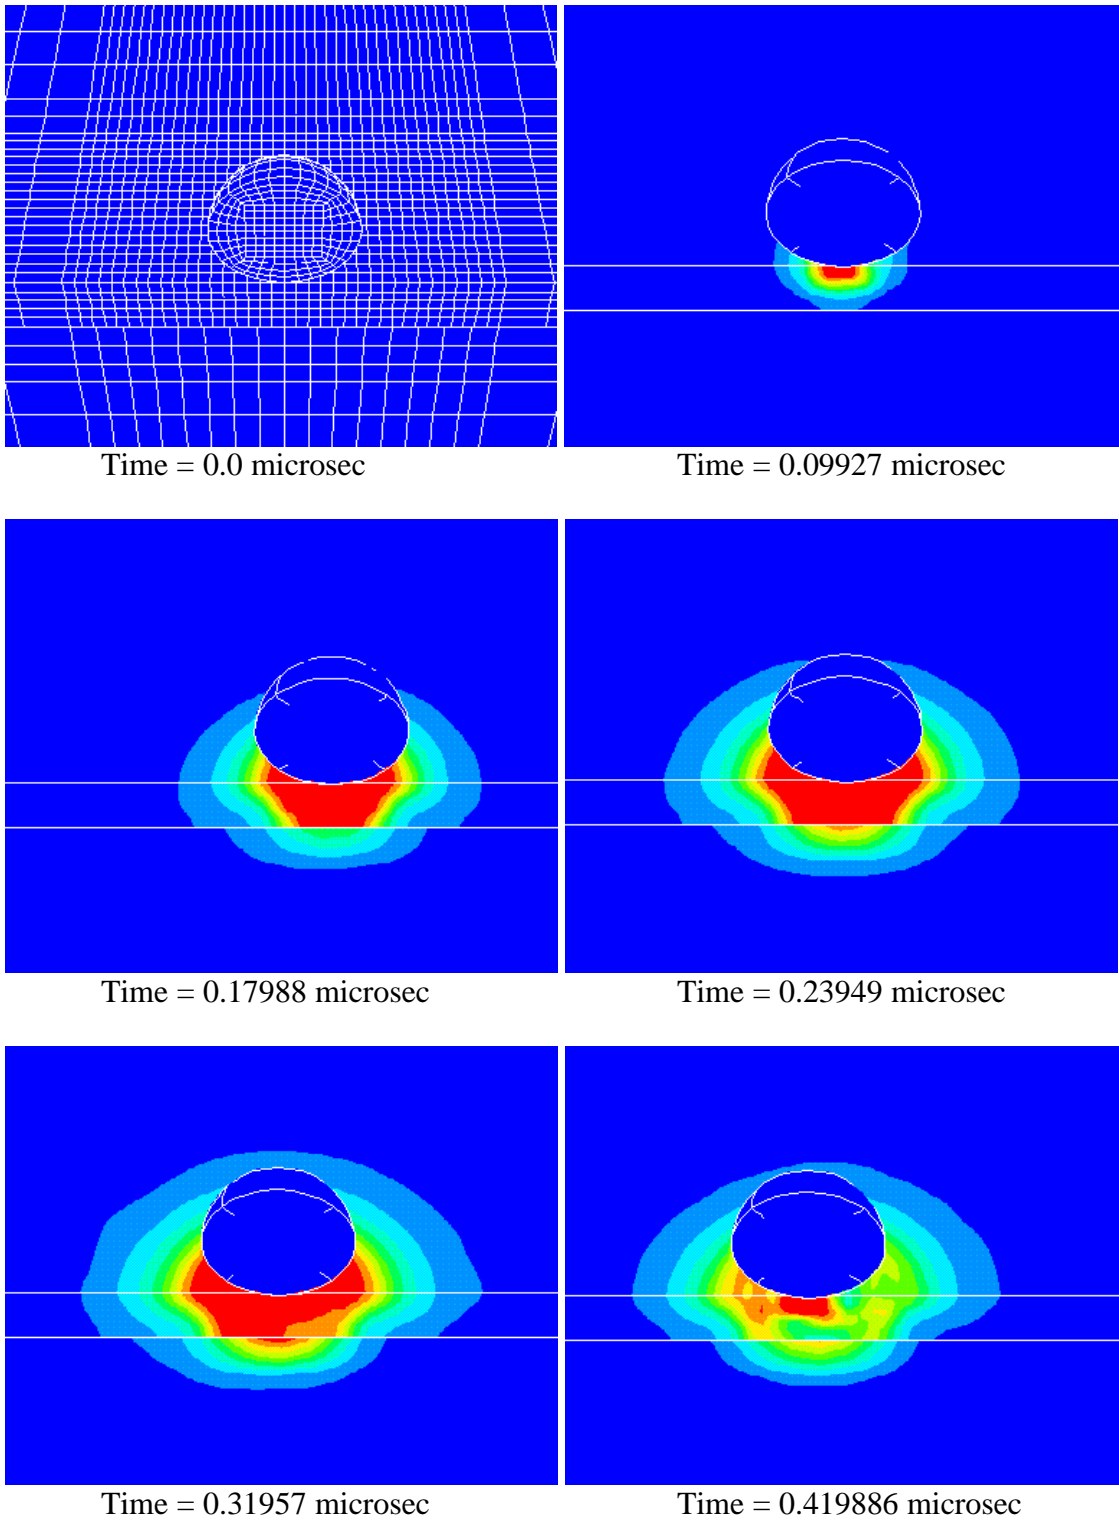 Time = 0.0 microsec
Time = 0.09927 microsec
Time = 0.17988 microsec
Time = 0.23949 microsec
Time = 0.31957 microsec
Time = 0.419886 microsec